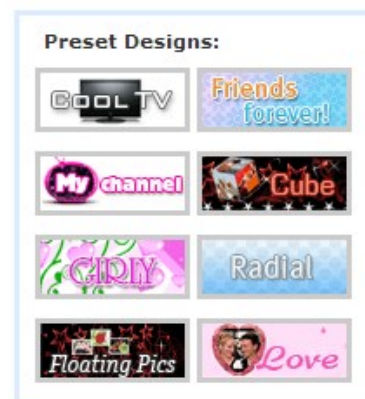 Preset Designs:
COOL TV
Friends
forever!
My channel
Cube
GIRLY
Radial
Floating Pics
Love